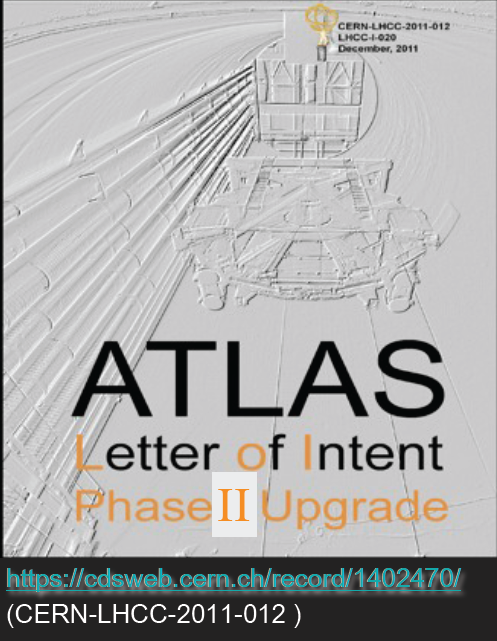 CERN-LHCC-2011-012
LHCC-I-020
December, 2011
ATLAS
Letter of Intent
Phase II Upgrade
https://cdsweb.cern.ch/record/1402470/
(CERN-LHCC-2011-012 )